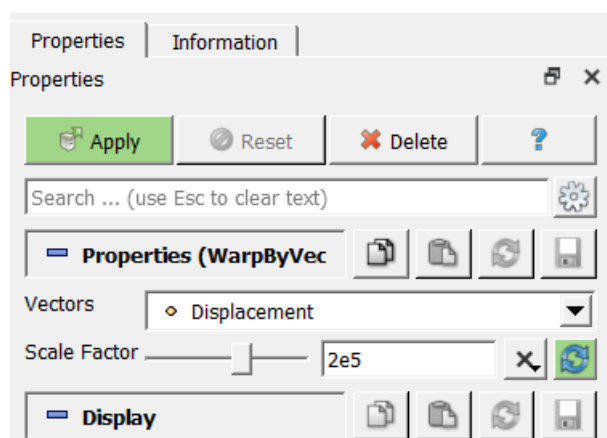 Properties Information
Properties
Apply Reset Delete ?
Search ... (use Esc to clear text)
Properties (WarpByVec
Vectors Displacement
Scale Factor 2e5
Display